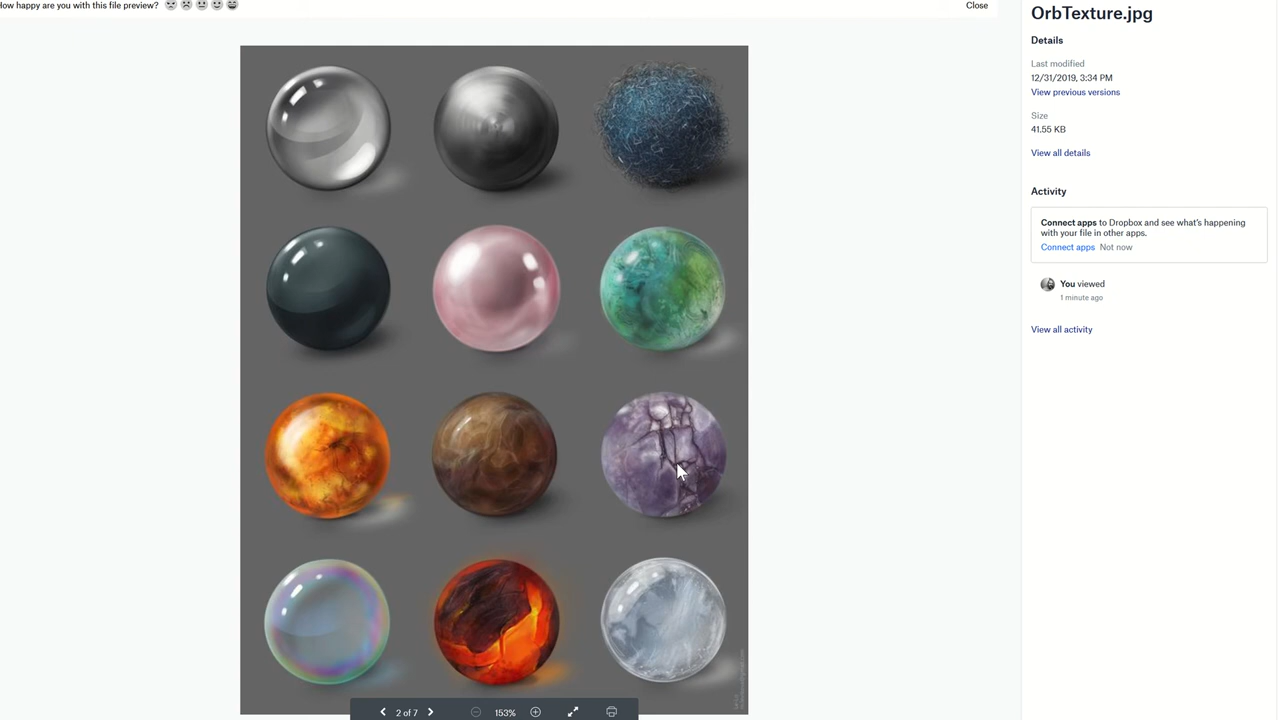 How happy are you with this file preview?
Close
OrbTexture.jpg
Details
Last modified
12/31/2019, 3:34 PM
View previous versions
Size
41.55 KB
View all details
Activity
Connect apps to Dropbox and see what's happening
with your file in other apps.
Connect apps Not now
You viewed
1 minute ago
View all activity
2 of 7
153%